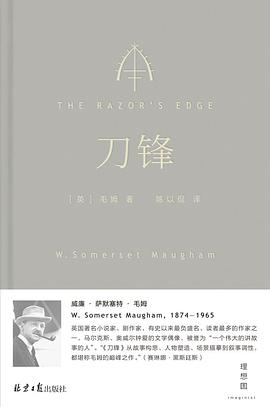 THE RAZOR'S EDGE
刀锋
［英］毛姆 著 陈以侃 译
W. Somerset Maugham
威廉·萨默塞特·毛姆
W. Somerset Maugham, 1874—1965
英国著名小说家、剧作家，有史以来最负盛名、读者最多的作家之
一。马尔克斯、奥威尔钟爱的文学偶像，被誉为“一个伟大的讲故
事的人”。“《刀锋》从故事构思、人物塑造、场景描摹到叙事调性，
都堪称毛姆的巅峰之作。”（赛琳娜·黑斯廷斯）
北京日报出版社
理想国
imaginist